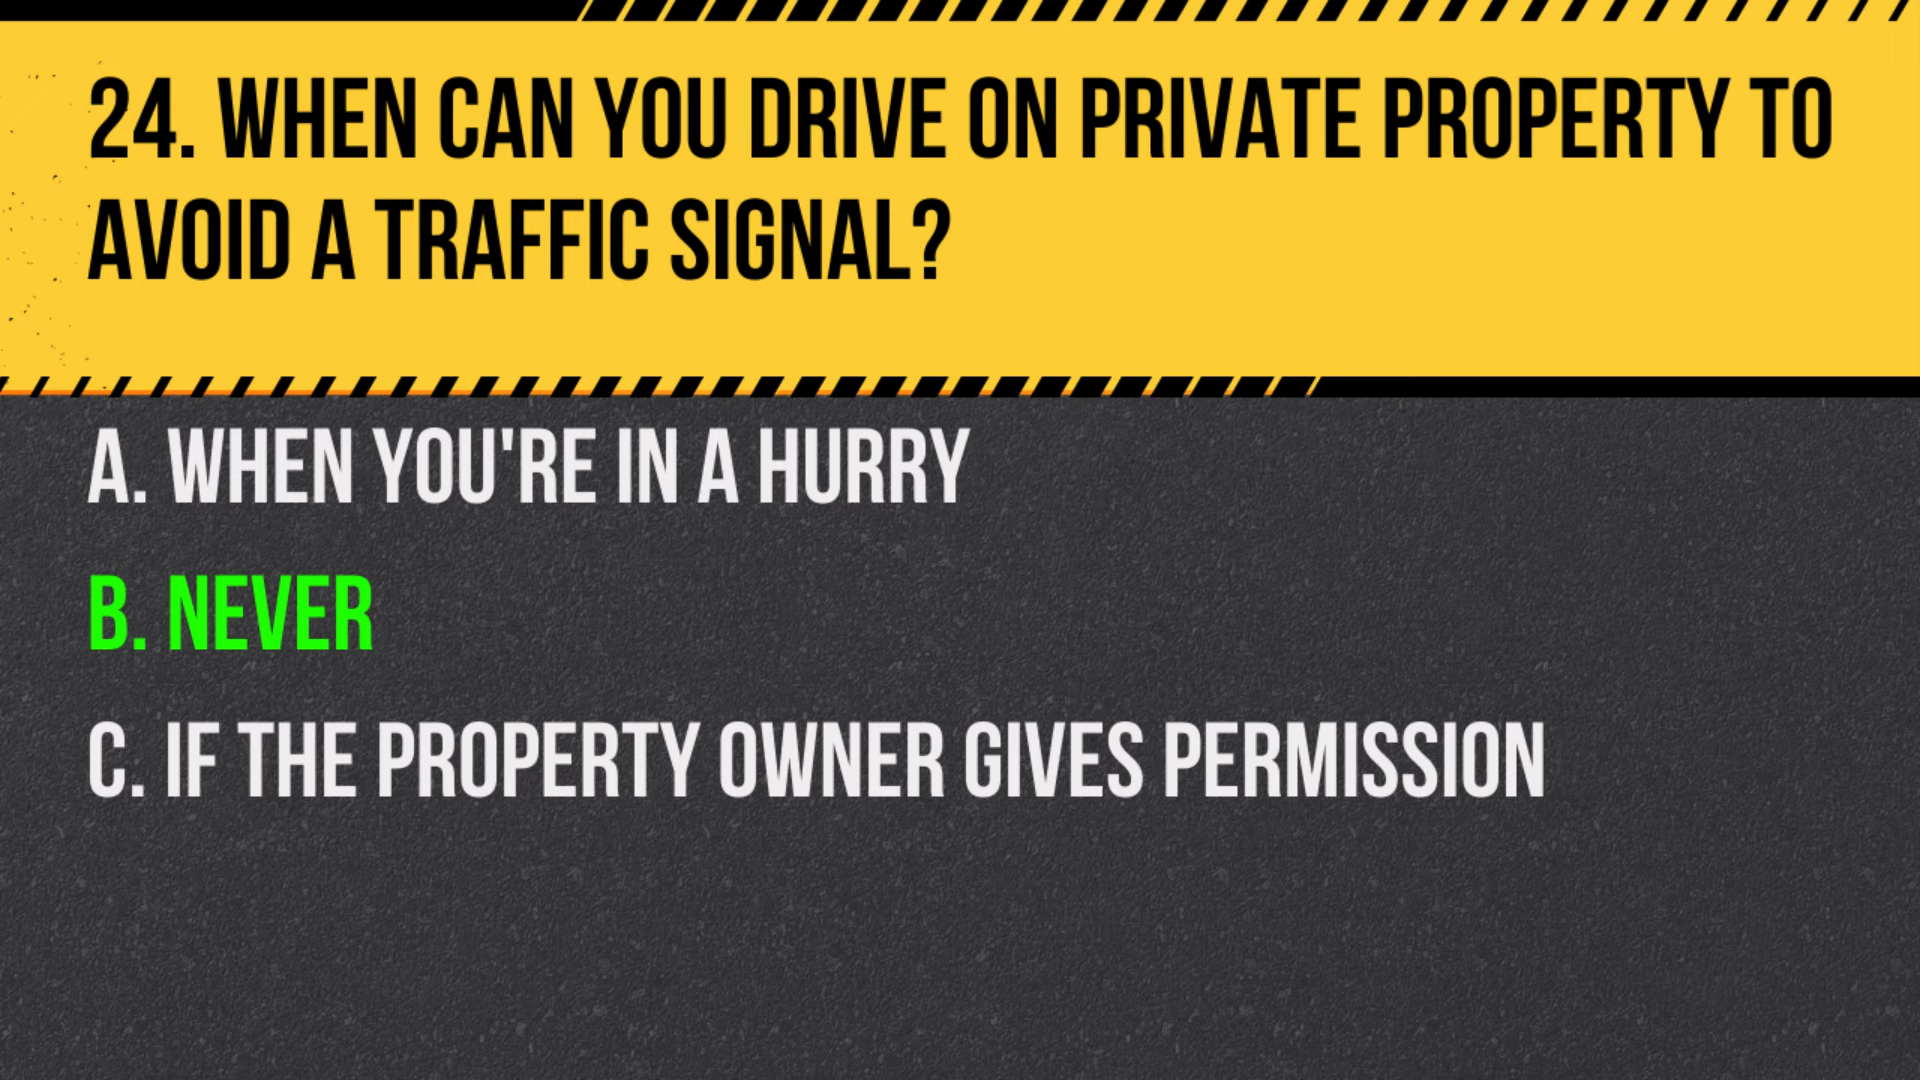 24. WHEN CAN YOU DRIVE ON PRIVATE PROPERTY TO
AVOID A TRAFFIC SIGNAL?
A. WHEN YOU'RE IN A HURRY
B. NEVER
C. IF THE PROPERTY OWNER GIVES PERMISSION